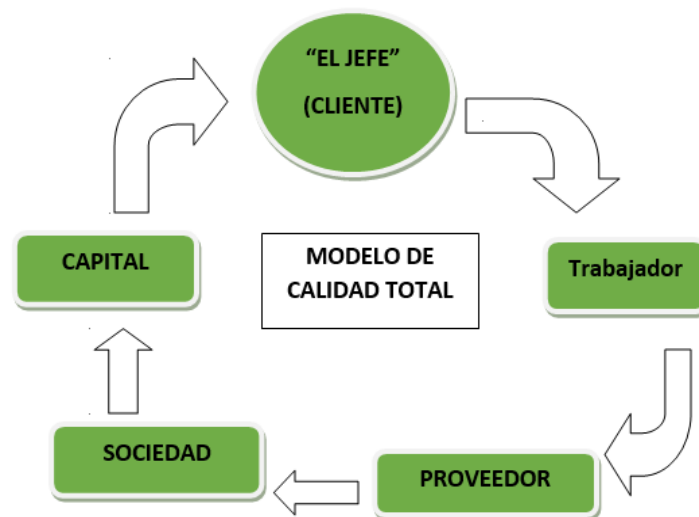 “EL JEFE”
(CLIENTE)
CAPITAL
MODELO DE
CALIDAD TOTAL
Trabajador
SOCIEDAD
PROVEEDOR